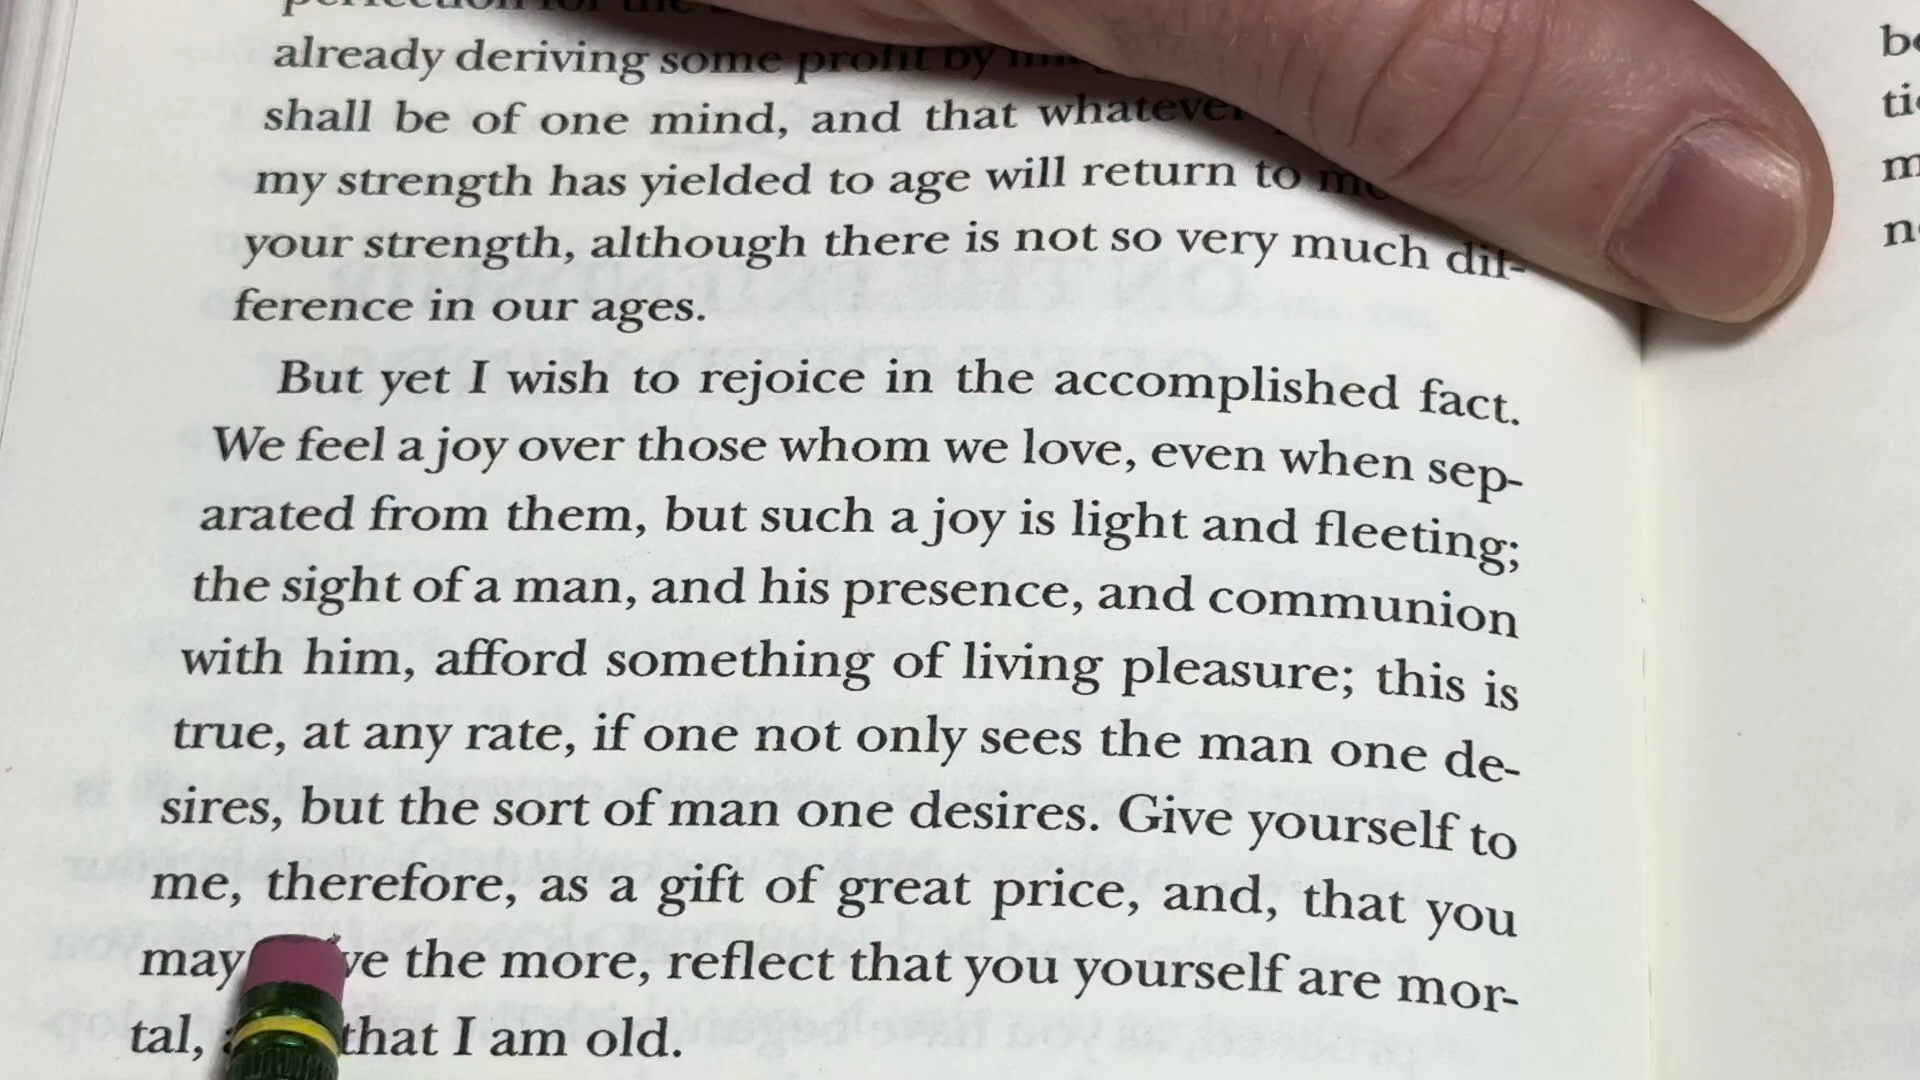 already deriving some profit by
shall be of one mind, and that whatever
my strength has yielded to age will return to me
your strength, although there is not so very much dif-
ference in our ages.
But yet I wish to rejoice in the accomplished fact.
We feel a joy over those whom we love, even when sep-
arated from them, but such a joy is light and fleeting;
the sight of a man, and his presence, and communion
with him, afford something of living pleasure; this is
true, at any rate, if one not only sees the man one de-
sires, but the sort of man one desires. Give yourself to
me, therefore, as a gift of great price, and, that you
may the more, reflect that you yourself are mor-
tal, that I am old.